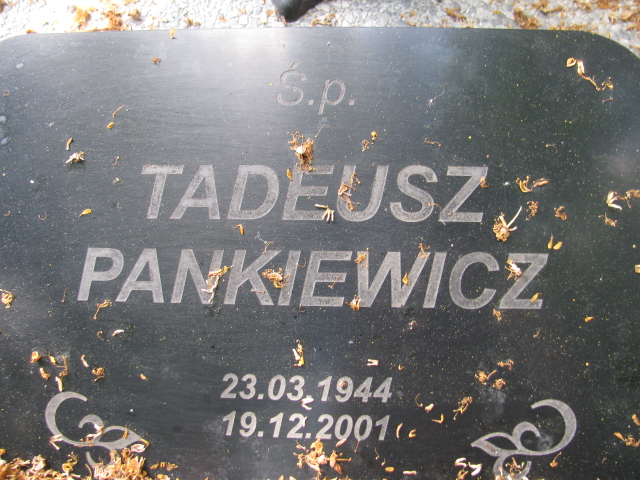 Ś.p.
TADEUSZ
PANKIEWICZ
23.03.1944
19.12.2001